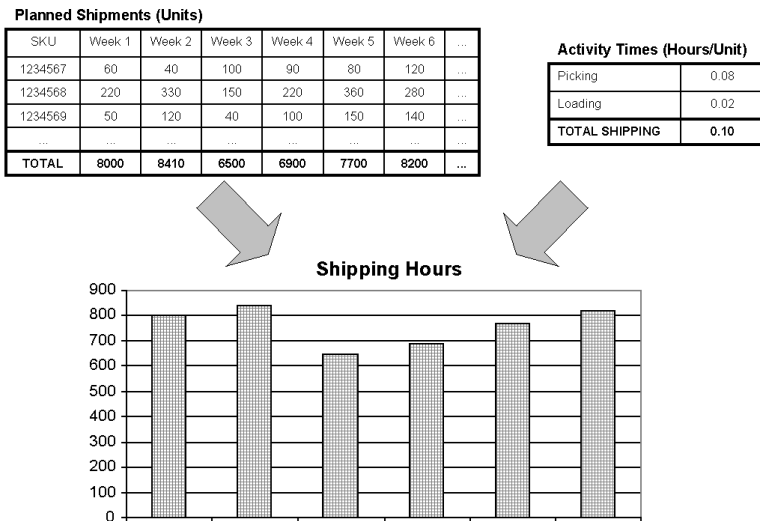 Planned Shipments (Units)
SKU Week 1 Week 2 Week 3 Week 4 Week 5 Week 6 ...
1234567 60 40 100 90 80 120 ...
1234568 220 330 150 220 360 280 ...
1234569 50 120 40 100 150 140 ...
... ... ... ... ... ... ... ...
TOTAL 8000 8410 6500 6900 7700 8200 ...
Activity Times (Hours/Unit)
Picking 0.08
Loading 0.02
TOTAL SHIPPING 0.10
Shipping Hours
900
800
700
600
500
400
300
200
100
0